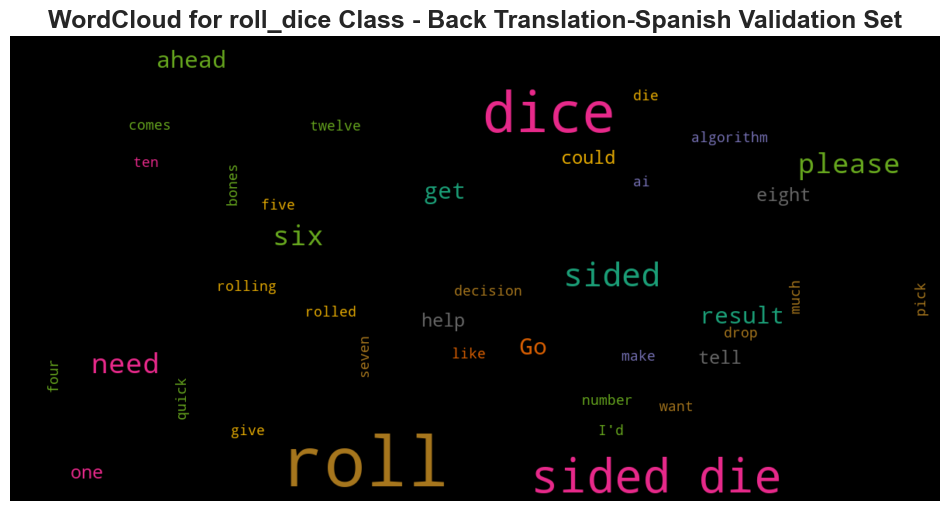 WordCloud for roll_dice Class - Back Translation-Spanish Validation Set
ahead
dice
die
comes
twelve
algorithm
could
please
ten
bones
get
ai
eight
five
six
sided
rolling
decision
much
pick
rolled
help
result
drop
seven
like
Go
make
tell
need
four
quick
number
want
give
I'd
roll
one
sided die